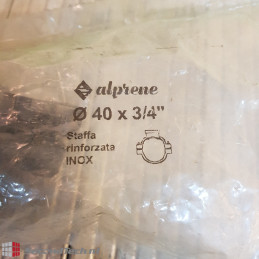 alprene
Ø 40 x 3/4"
Staffa
rinforzata
INOX